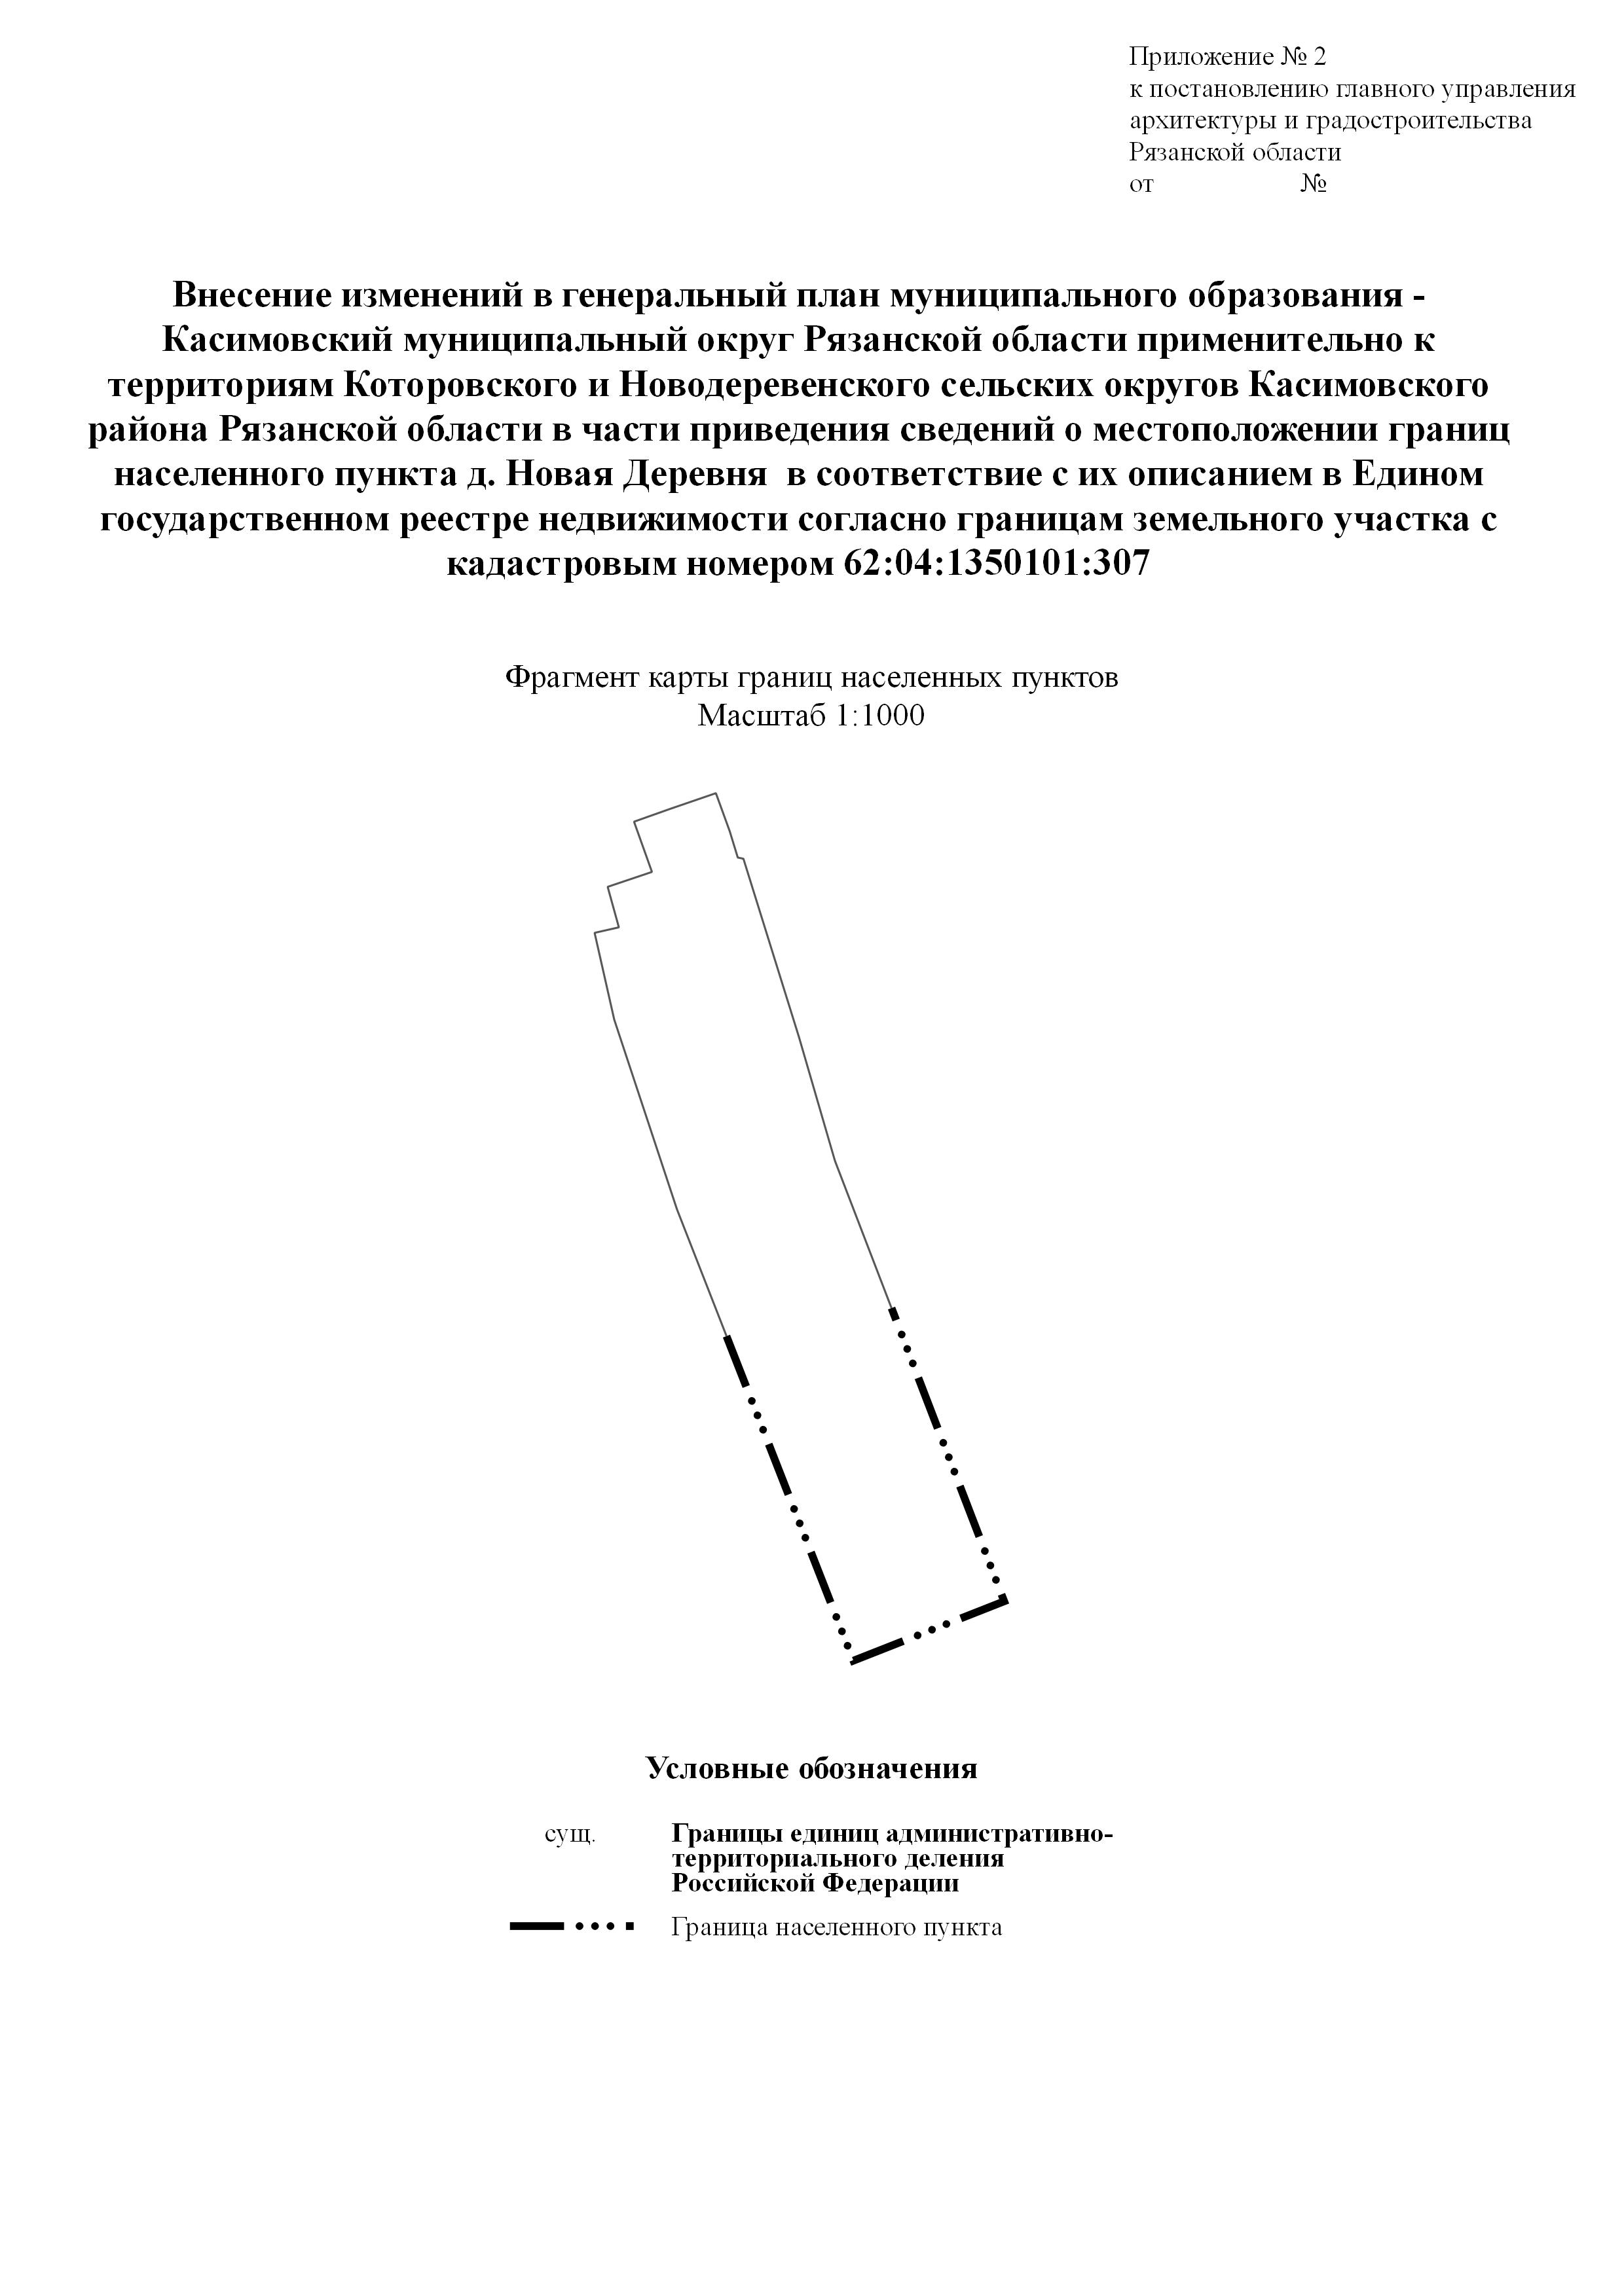 Приложение № 2
к постановлению главного управления
архитектуры и градостроительства
Рязанской области
от №
Внесение изменений в генеральный план муниципального образования -
Касимовский муниципальный округ Рязанской области применительно к
территориям Которовского и Новодеревенского сельских округов Касимовского
района Рязанской области в части приведения сведений о местоположении границ
населенного пункта д. Новая Деревня в соответствие с их описанием в Едином
государственном реестре недвижимости согласно границам земельного участка с
кадастровым номером 62:04:1350101:307
Фрагмент карты границ населенных пунктов
Масштаб 1:1000
Условные обозначения
сущ.
Границы единиц административно-
территориального деления
Российской Федерации
Граница населенного пункта